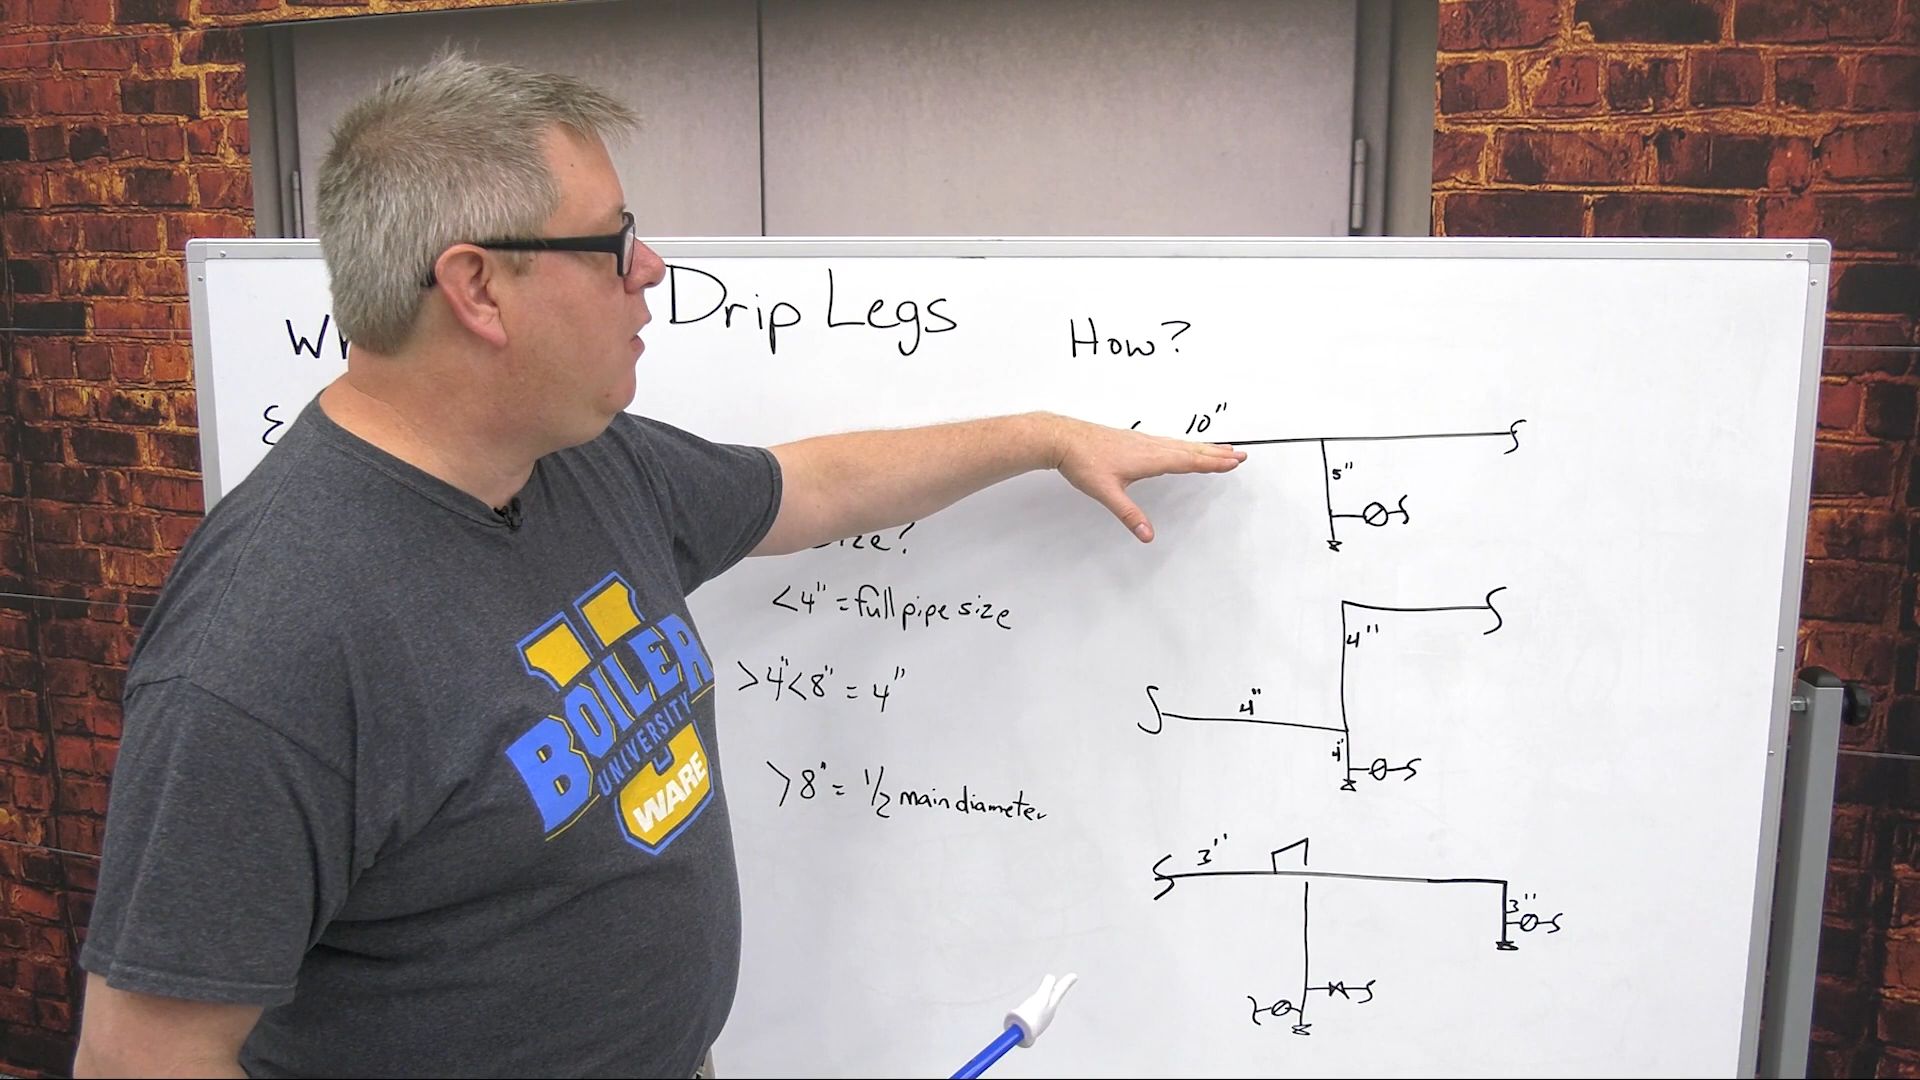 Drip Legs
How?
<4" = full pipe size
>4"<8" = 4"
>8" = 1/2 main diameter
10"
5"
4"
4"
4"
3"
3"
U
BOILER
UNIVERSITY
WARE